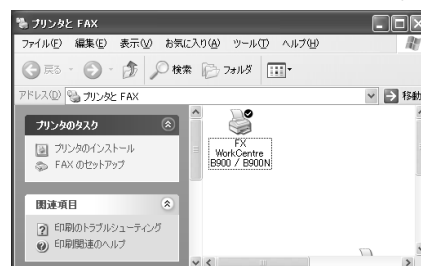 プリンタと FAX
ファイル(F) 編集(E) 表示(V) お気に入り(A) ツール(T) ヘルプ(H)
戻る 検索 フォルダ
アドレス(D) プリンタと FAX 移動
プリンタのタスク
プリンタのインストール
FAX のセットアップ
関連項目
印刷のトラブルシューティング
印刷関連のヘルプ
FX
WorkCentre
B900 / B900N